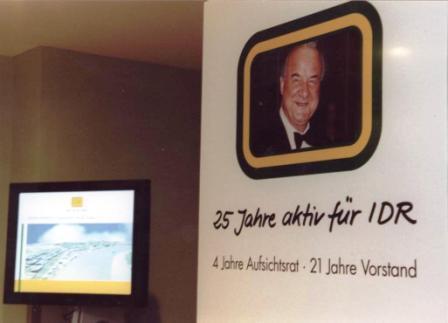 25 Jahre aktiv für IDR
4 Jahre Aufsichtsrat · 21 Jahre Vorstand